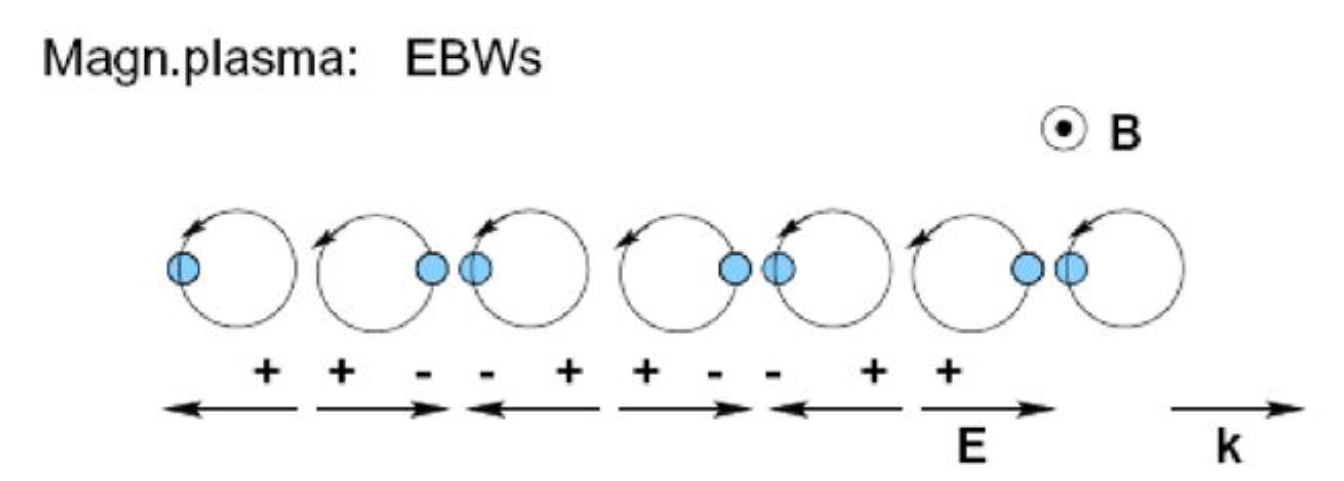 Magn.plasma: EBWs
B
+ + - - + + - - + +
E
k